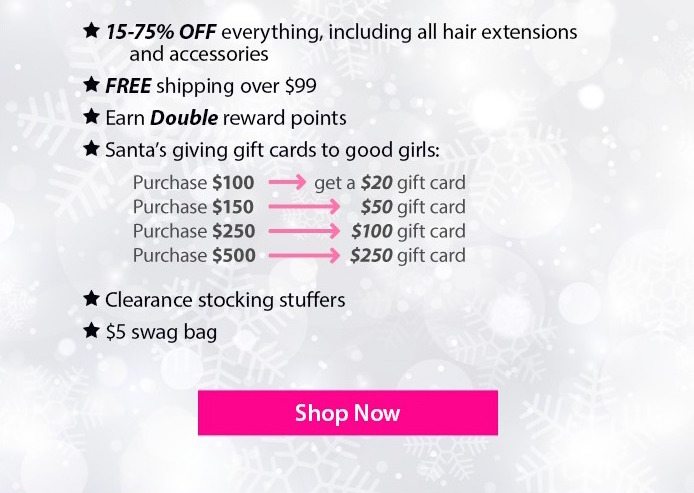 ★ 15-75% OFF everything, including all hair extensions
and accessories
★ FREE shipping over $99
★ Earn Double reward points
★ Santa's giving gift cards to good girls:
Purchase $100 → get a $20 gift card
Purchase $150 → $50 gift card
Purchase $250 → $100 gift card
Purchase $500 → $250 gift card
★ Clearance stocking stuffers
★ $5 swag bag
Shop Now